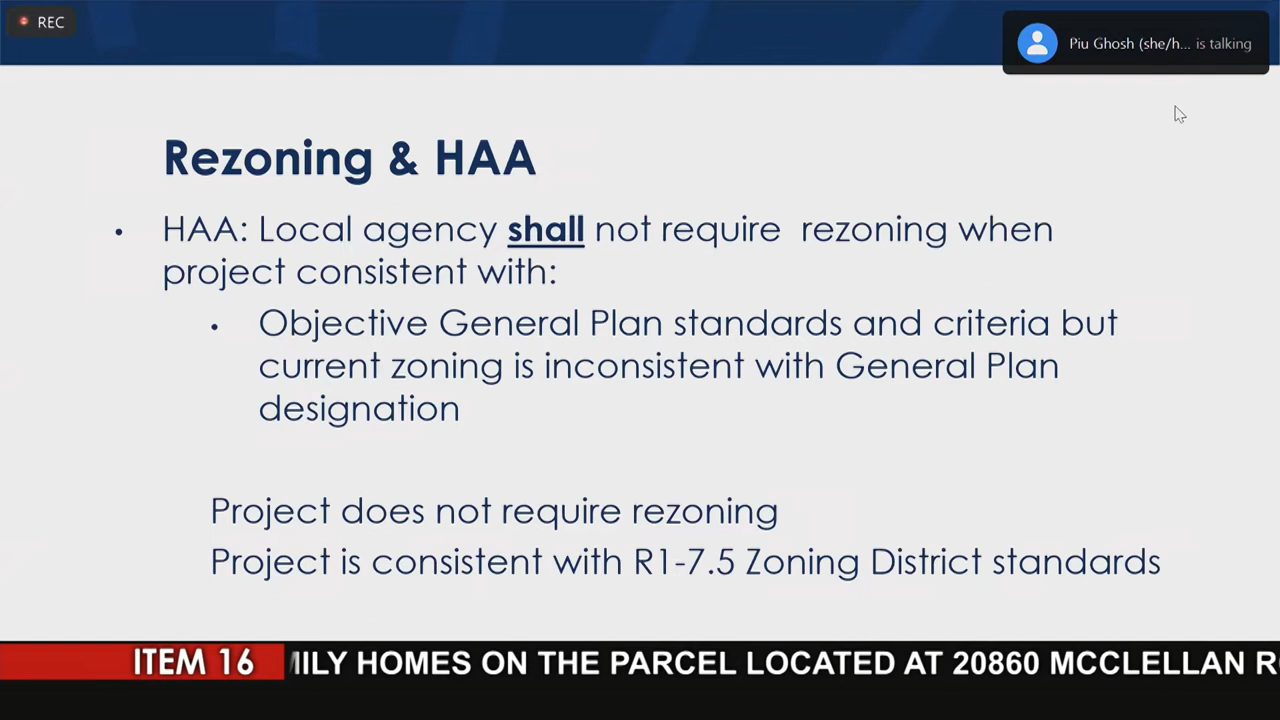 REC
Piu Ghosh (she/h... is talking
Rezoning & HAA
• HAA: Local agency shall not require rezoning when
project consistent with:
• Objective General Plan standards and criteria but
current zoning is inconsistent with General Plan
designation
Project does not require rezoning
Project is consistent with R1-7.5 Zoning District standards
ITEM 16 MILY HOMES ON THE PARCEL LOCATED AT 20860 MCCLELLAN R